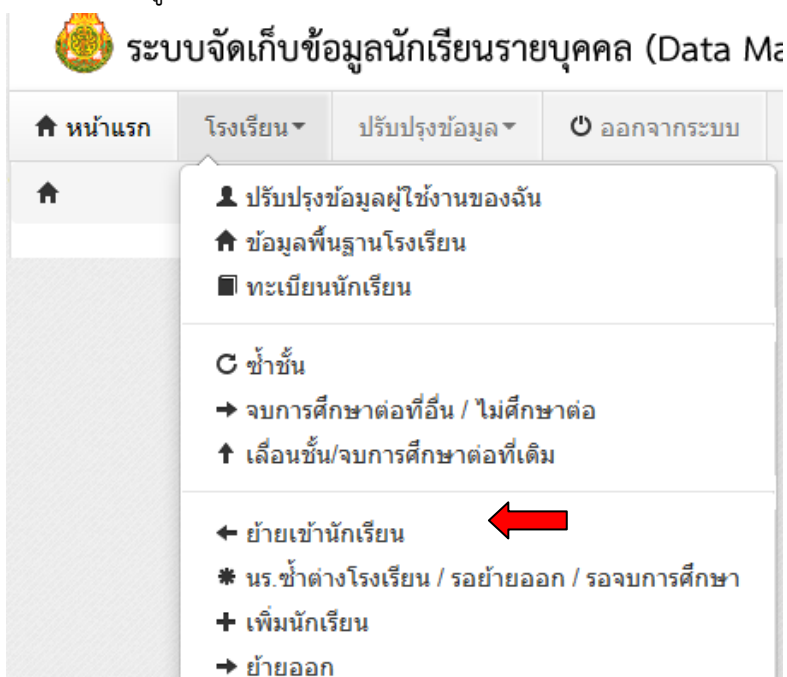 ระบบจัดเก็บข้อมูลนักเรียนรายบุคคล (Data Ma
หน้าแรก โรงเรียน ปรับปรุงข้อมูล ออกจากระบบ
ปรับปรุงข้อมูลผู้ใช้งานของฉัน
ข้อมูลพื้นฐานโรงเรียน
ทะเบียนนักเรียน
ซ้ำชั้น
จบการศึกษาต่อที่อื่น / ไม่ศึกษาต่อ
เลื่อนชั้น/จบการศึกษาต่อที่เดิม
ย้ายเข้านักเรียน
นร.ซ้ำต่างโรงเรียน / รอย้ายออก / รอจบการศึกษา
เพิ่มนักเรียน
ย้ายออก